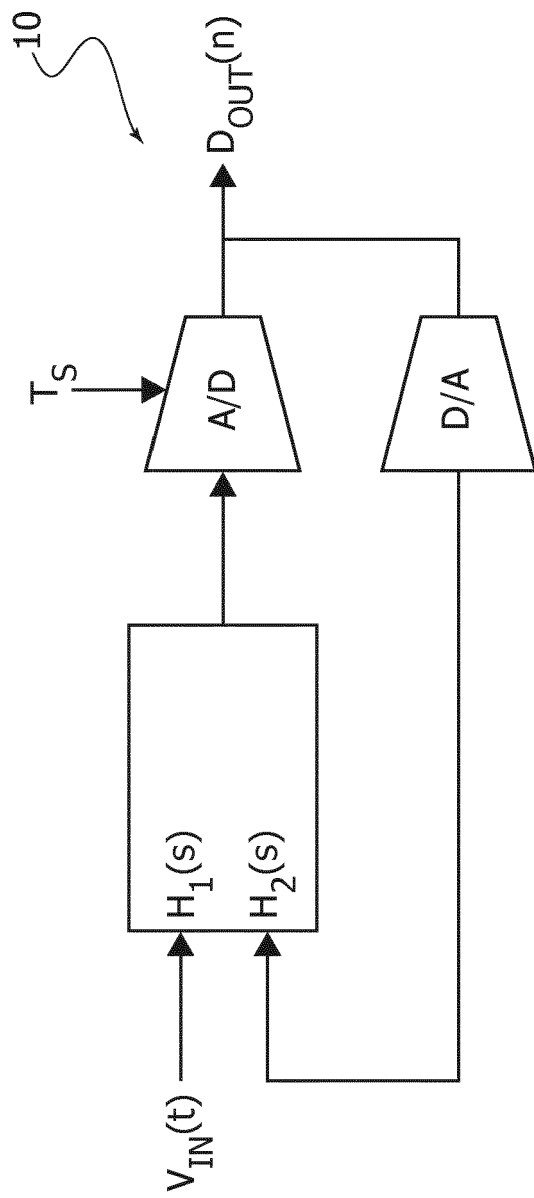 10
T_S
V_IN(t)
H_1(s)
H_2(s)
A/D
D_OUT(n)
D/A